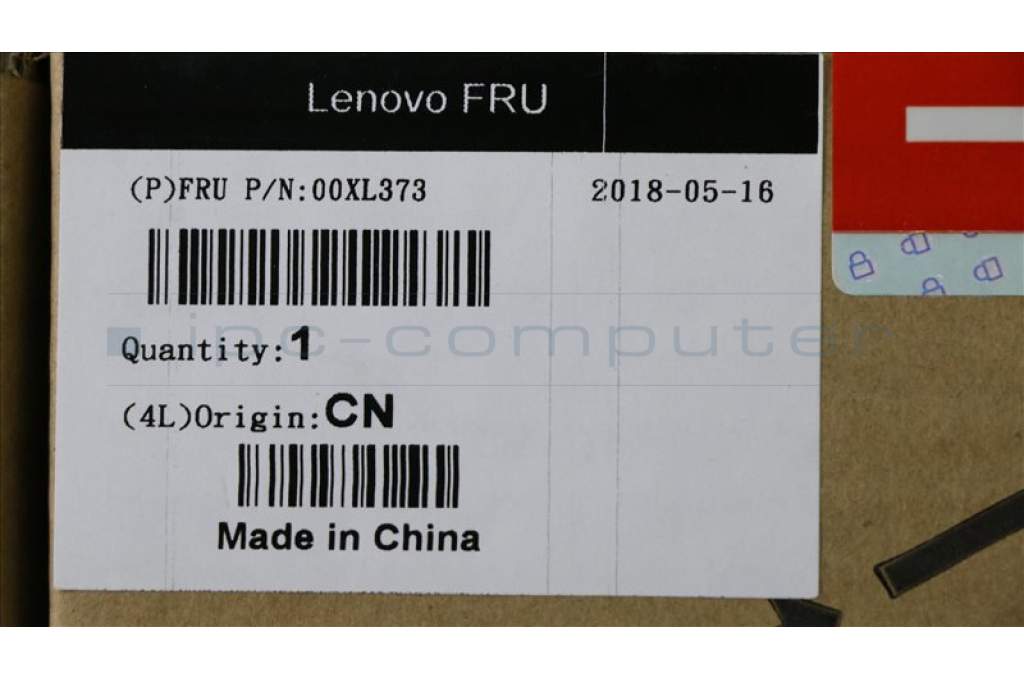 Lenovo FRU
(P)FRU P/N:00XL373 2018-05-16
ipc-computer
Quantity:1
(4L)Origin:CN
Made in China